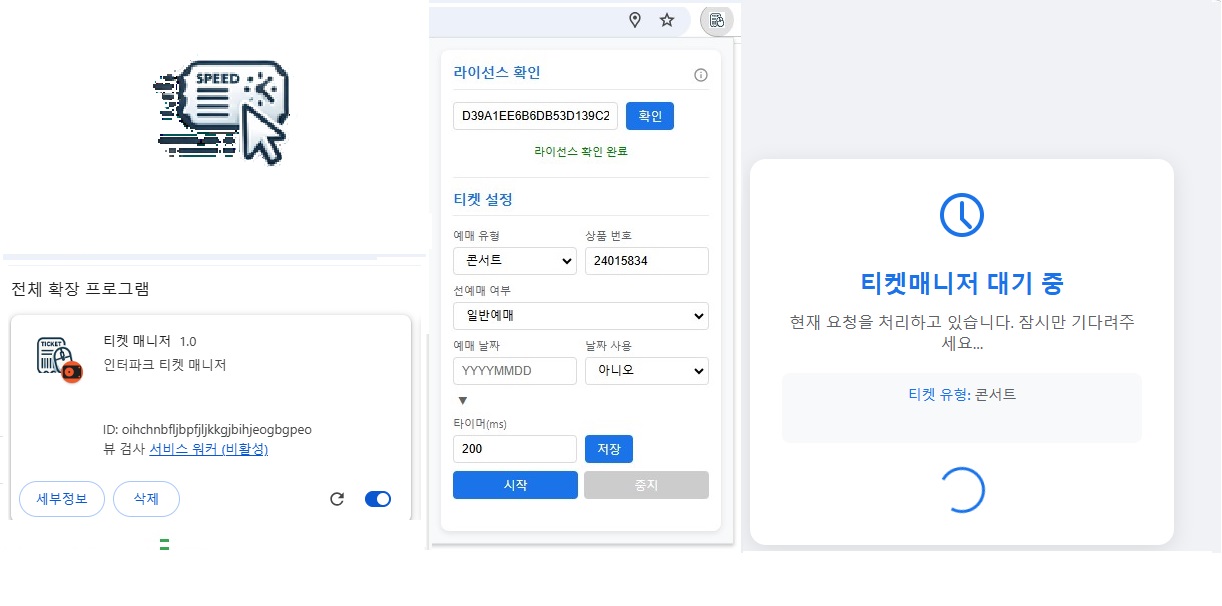 SPEED
전체 확장 프로그램
TICKET
티켓 매니저 1.0
인터파크 티켓 매니저
ID: oihchnbfljbpfjljkkgjbihjeogbgpeo
뷰 검사 서비스 워커 (비활성)
세부정보
삭제
라이선스 확인
D39A1EE6B6DB53D139C2
확인
라이선스 확인 완료
티켓 설정
예매 유형 상품 번호
콘서트 24015834
선예매 여부
일반예매
예매 날짜 날짜 사용
YYYYMMDD 아니오
타이머(ms)
200 저장
시작 중지
티켓매니저 대기 중
현재 요청을 처리하고 있습니다. 잠시만 기다려주
세요...
티켓 유형: 콘서트